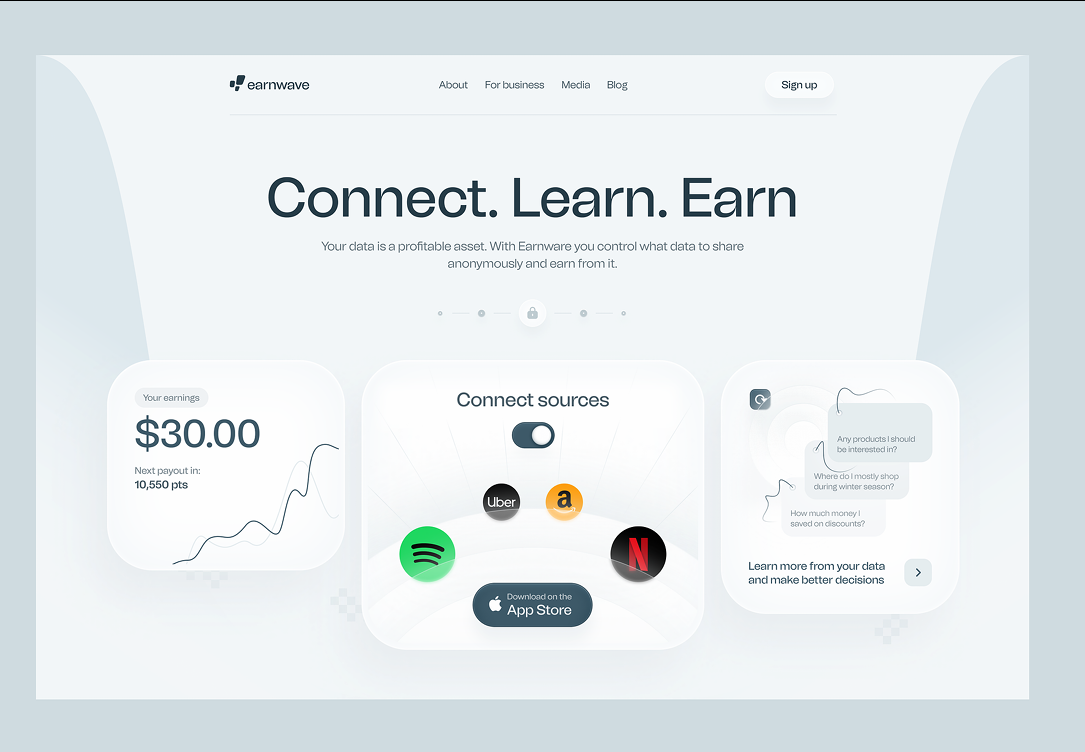 earnwave
About
For business
Media
Blog
Sign up
Connect. Learn. Earn
Your data is a profitable asset. With Earnware you control what data to share
anonymously and earn from it.
Your earnings
$30.00
Next payout in:
10,550 pts
Connect sources
Uber
a
N
Download on the
App Store
Any products I should
be interested in?
Where do I mostly shop
during winter season?
How much money I
saved on discounts?
Learn more from your data
and make better decisions